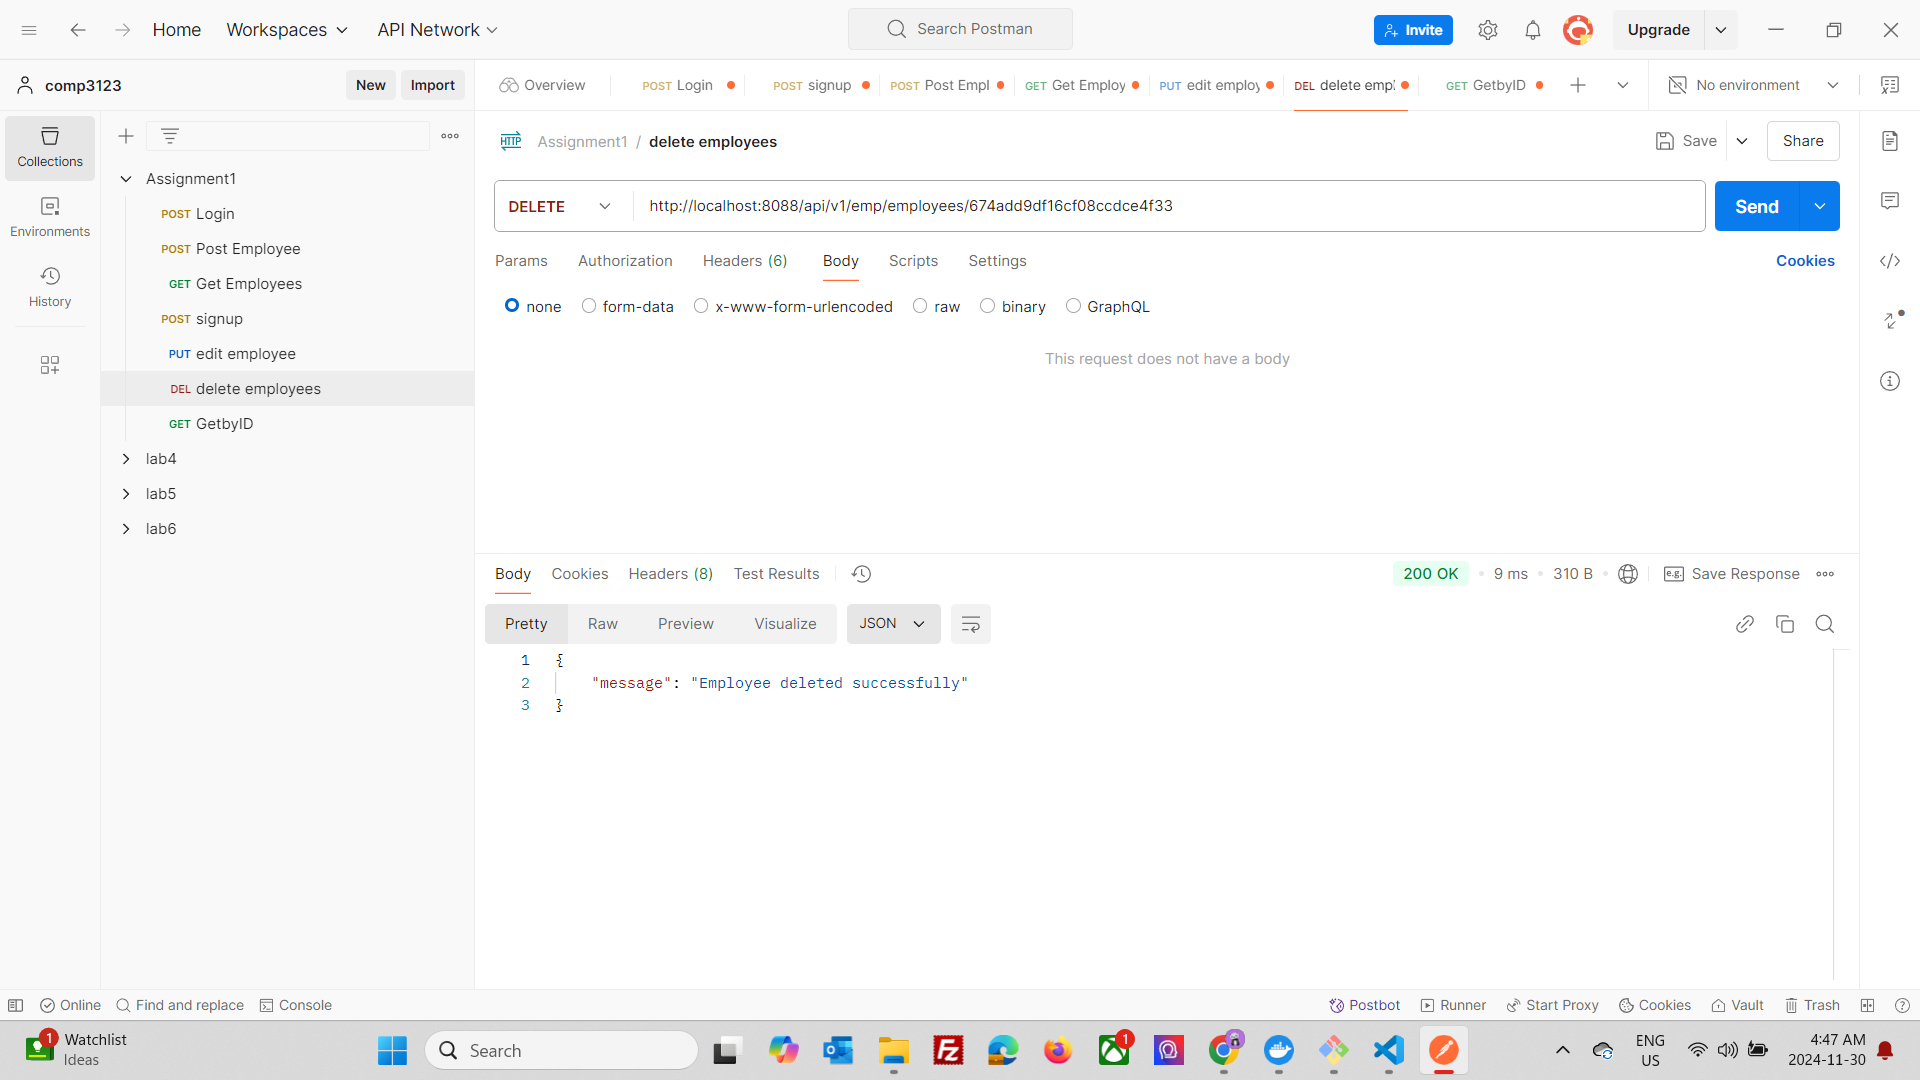 Home Workspaces API Network Search Postman Invite Upgrade
comp3123 New Import Overview POST Login POST signup POST Post Empl GET Get Employ PUT edit employ DEL delete emp GET GetbyID No environment
Collections
Environments
History
Assignment1
POST Login
POST Post Employee
GET Get Employees
POST signup
PUT edit employee
DEL delete employees
GET GetbyID
lab4
lab5
lab6
HTTP Assignment1 / delete employees Save Share
DELETE http://localhost:8088/api/v1/emp/employees/674add9df16cf08ccdce4f33 Send
Params Authorization Headers (6) Body Scripts Settings Cookies
none form-data x-www-form-urlencoded raw binary GraphQL
This request does not have a body
Body Cookies Headers (8) Test Results 200 OK 9 ms 310 B e.g. Save Response
Pretty Raw Preview Visualize JSON
1 {
2 "message": "Employee deleted successfully"
3 }
Online Find and replace Console Postbot Runner Start Proxy Cookies Vault Trash
1 Watchlist
Ideas
Search
1
ENG
US
4:47 AM
2024-11-30